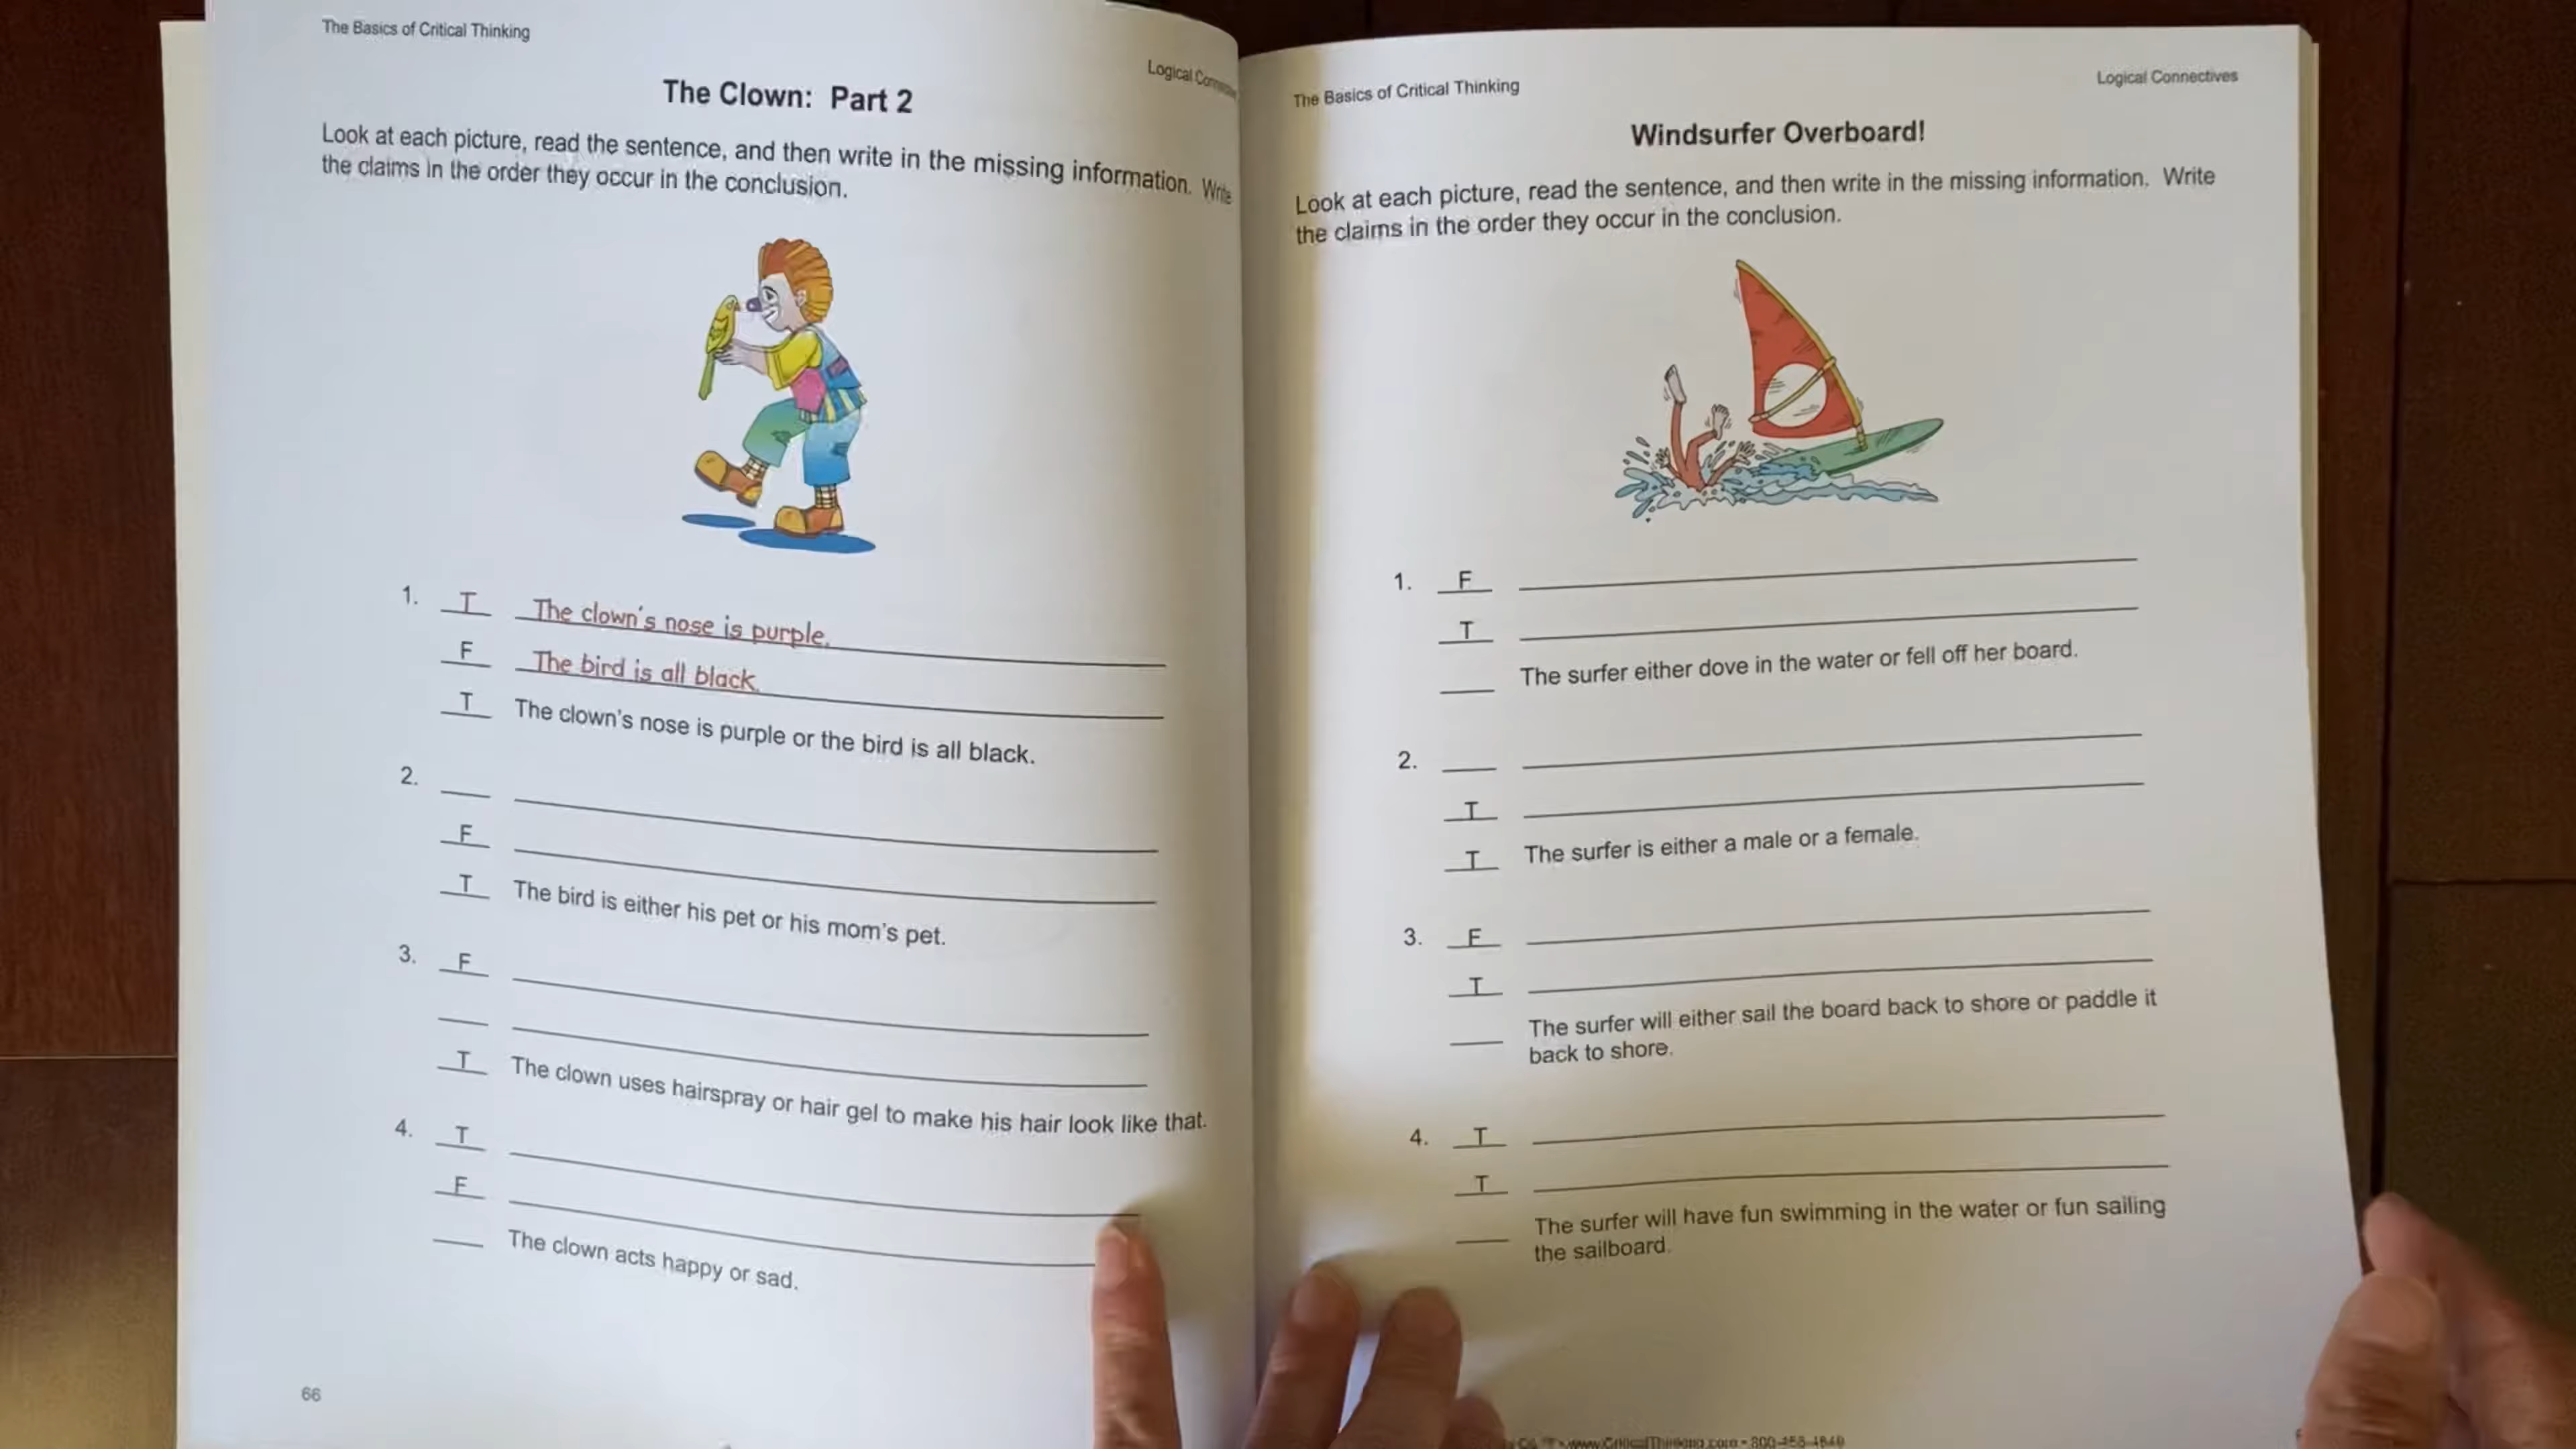 The Basics of Critical Thinking
Logical
The Clown: Part 2
Look at each picture, read the sentence, and then write in the missing information. Write
the claims in the order they occur in the conclusion.
1. T The clown's nose is purple.
F The bird is all black.
T The clown's nose is purple or the bird is all black.
2.
F
T The bird is either his pet or his mom's pet.
3. F
T The clown uses hairspray or hair gel to make his hair look like that.
4. T
F
The clown acts happy or sad.
66
The Basics of Critical Thinking
Logical Connectives
Windsurfer Overboard!
Look at each picture, read the sentence, and then write in the missing information. Write
the claims in the order they occur in the conclusion.
1. F
T
The surfer either dove in the water or fell off her board.
2.
T
T The surfer is either a male or a female.
3. F
T
The surfer will either sail the board back to shore or paddle it
back to shore.
4. T
T
The surfer will have fun swimming in the water or fun sailing
the sailboard.